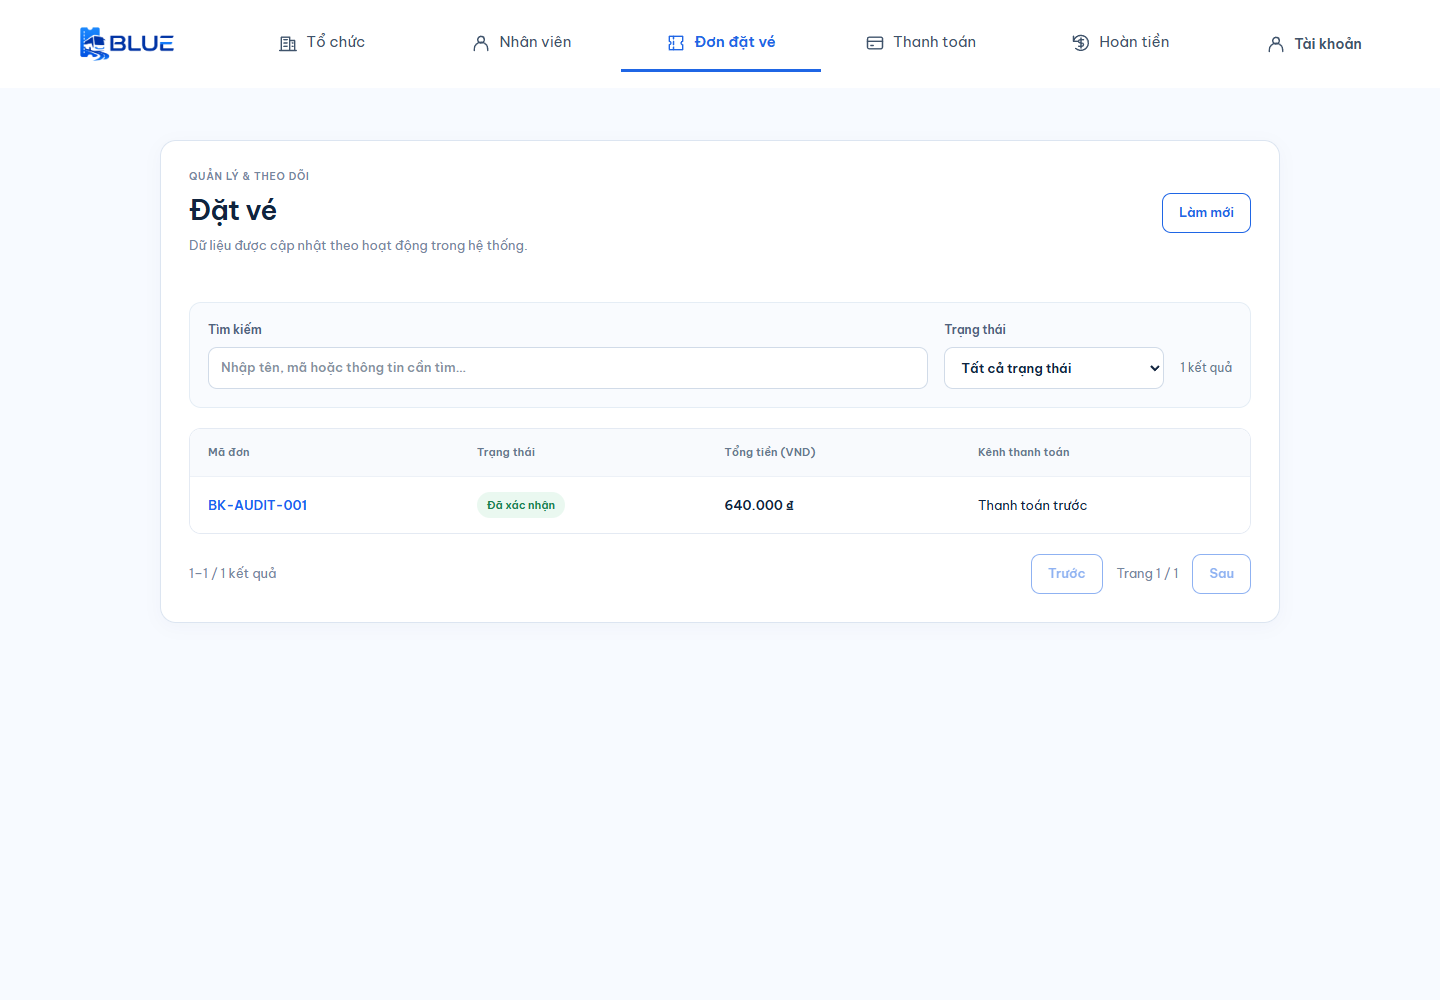 BLUE
Tổ chức
Nhân viên
Đơn đặt vé
Thanh toán
Hoàn tiền
Tài khoản
QUẢN LÝ & THEO DÕI
Đặt vé
Dữ liệu được cập nhật theo hoạt động trong hệ thống.
Làm mới
Tìm kiếm
Trạng thái
Nhập tên, mã hoặc thông tin cần tìm...
Tất cả trạng thái
1 kết quả
Mã đơn
Trạng thái
Tổng tiền (VND)
Kênh thanh toán
BK-AUDIT-001
Đã xác nhận
640.000 ₫
Thanh toán trước
1–1 / 1 kết quả
Trước
Trang 1 / 1
Sau